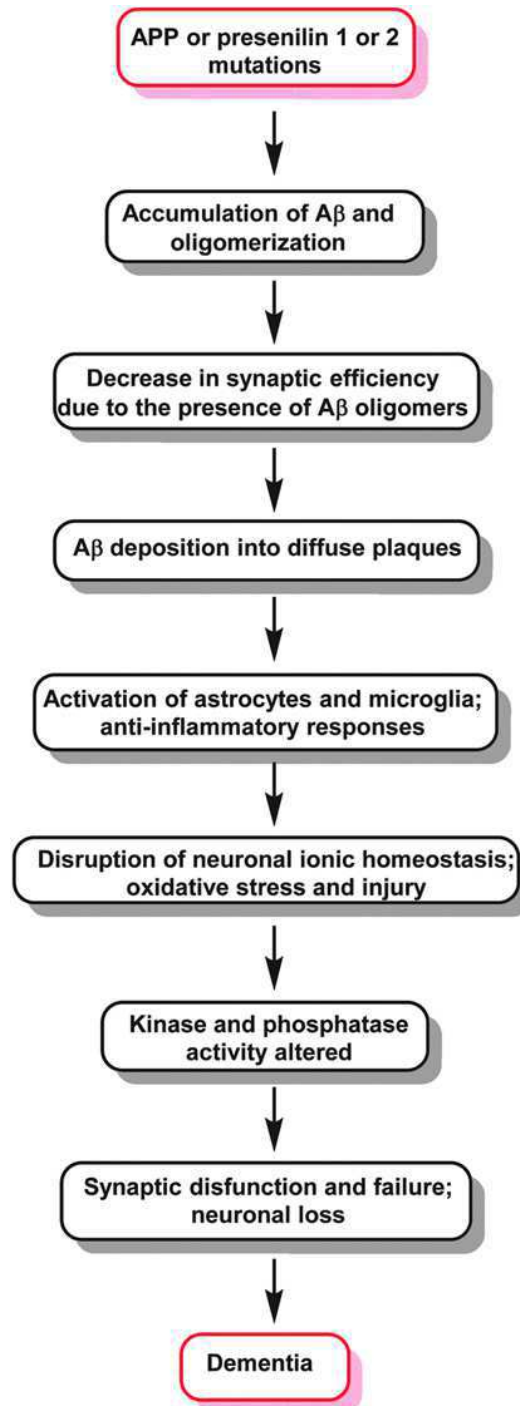 APP or presenilin 1 or 2
mutations
Accumulation of Aβ and
oligomerization
Decrease in synaptic efficiency
due to the presence of Aβ oligomers
Aβ deposition into diffuse plaques
Activation of astrocytes and microglia;
anti-inflammatory responses
Disruption of neuronal ionic homeostasis;
oxidative stress and injury
Kinase and phosphatase
activity altered
Synaptic disfunction and failure;
neuronal loss
Dementia